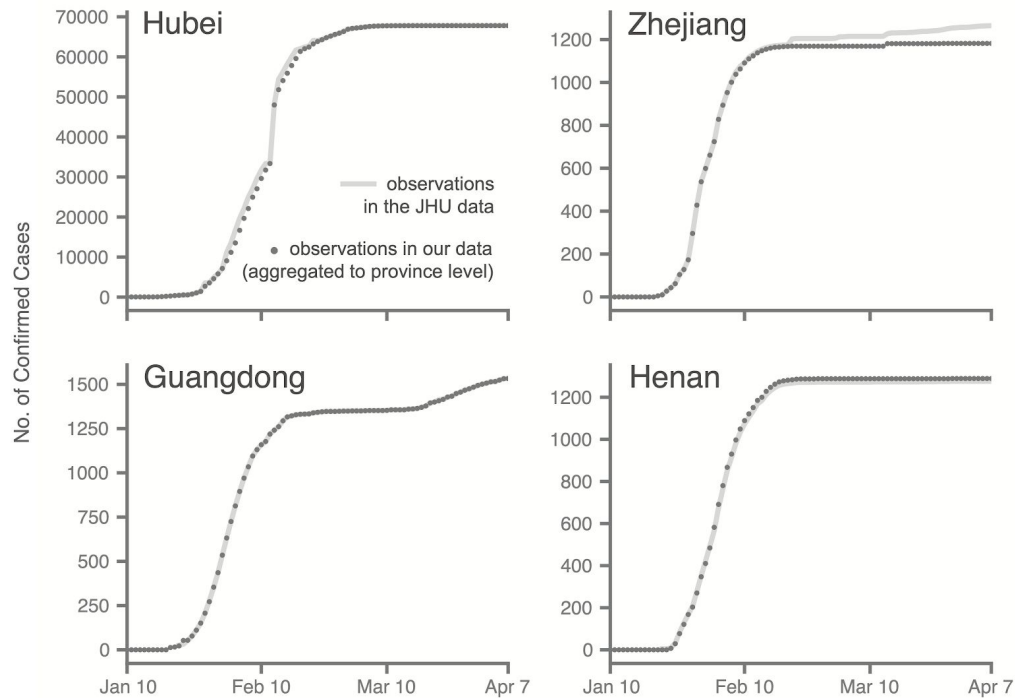 No. of Confirmed Cases
Hubei
70000
60000
50000
40000
30000
20000
10000
0
observations
in the JHU data
observations in our data
(aggregated to province level)
Zhejiang
1200
1000
800
600
400
200
0
Guangdong
1500
1250
1000
750
500
250
0
Jan 10
Feb 10
Mar 10
Apr 7
Henan
1200
1000
800
600
400
200
0
Jan 10
Feb 10
Mar 10
Apr 7